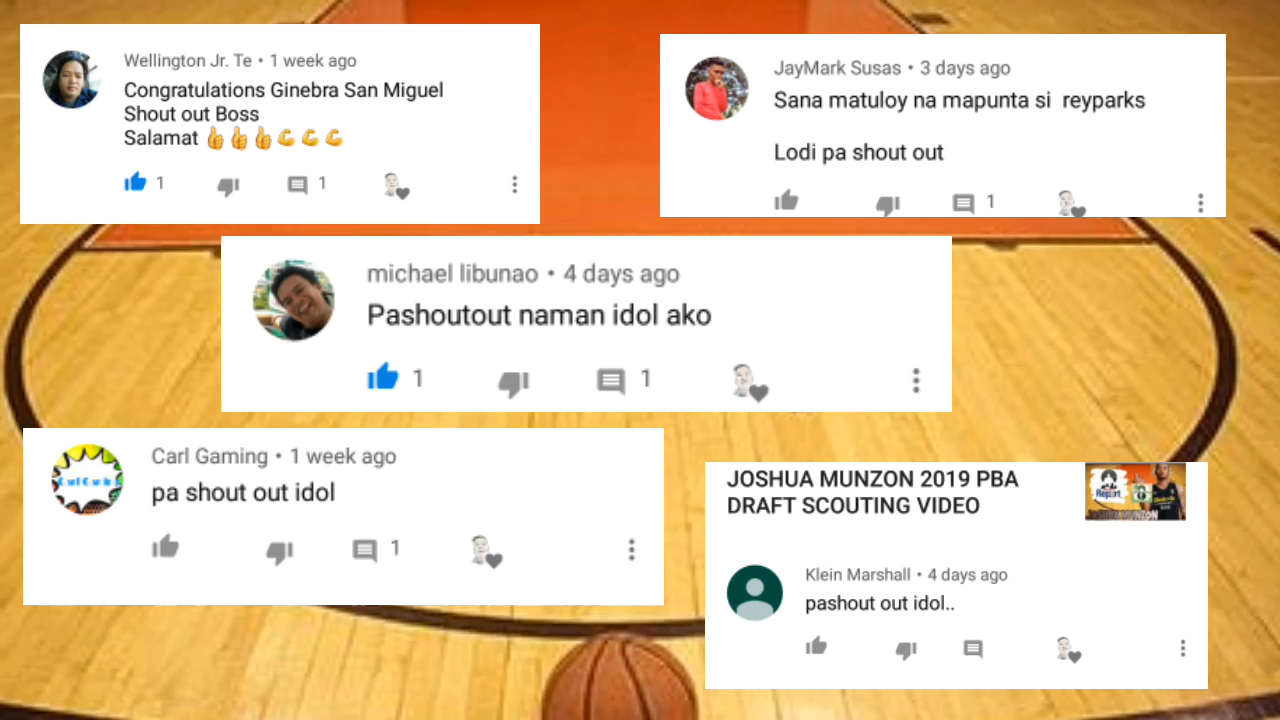 Wellington Jr. Te • 1 week ago
Congratulations Ginebra San Miguel
Shout out Boss
Salamat 👍👍👍💪💪💪
1
1
JayMark Susas • 3 days ago
Sana matuloy na mapunta si reyparks
Lodi pa shout out
1
michael libunao • 4 days ago
Pashoutout naman idol ako
1
1
Carl Gaming • 1 week ago
pa shout out idol
1
JOSHUA MUNZON 2019 PBA
DRAFT SCOUTING VIDEO
Report
JOSHUA MUNZON
Klein Marshall • 4 days ago
pashout out idol..